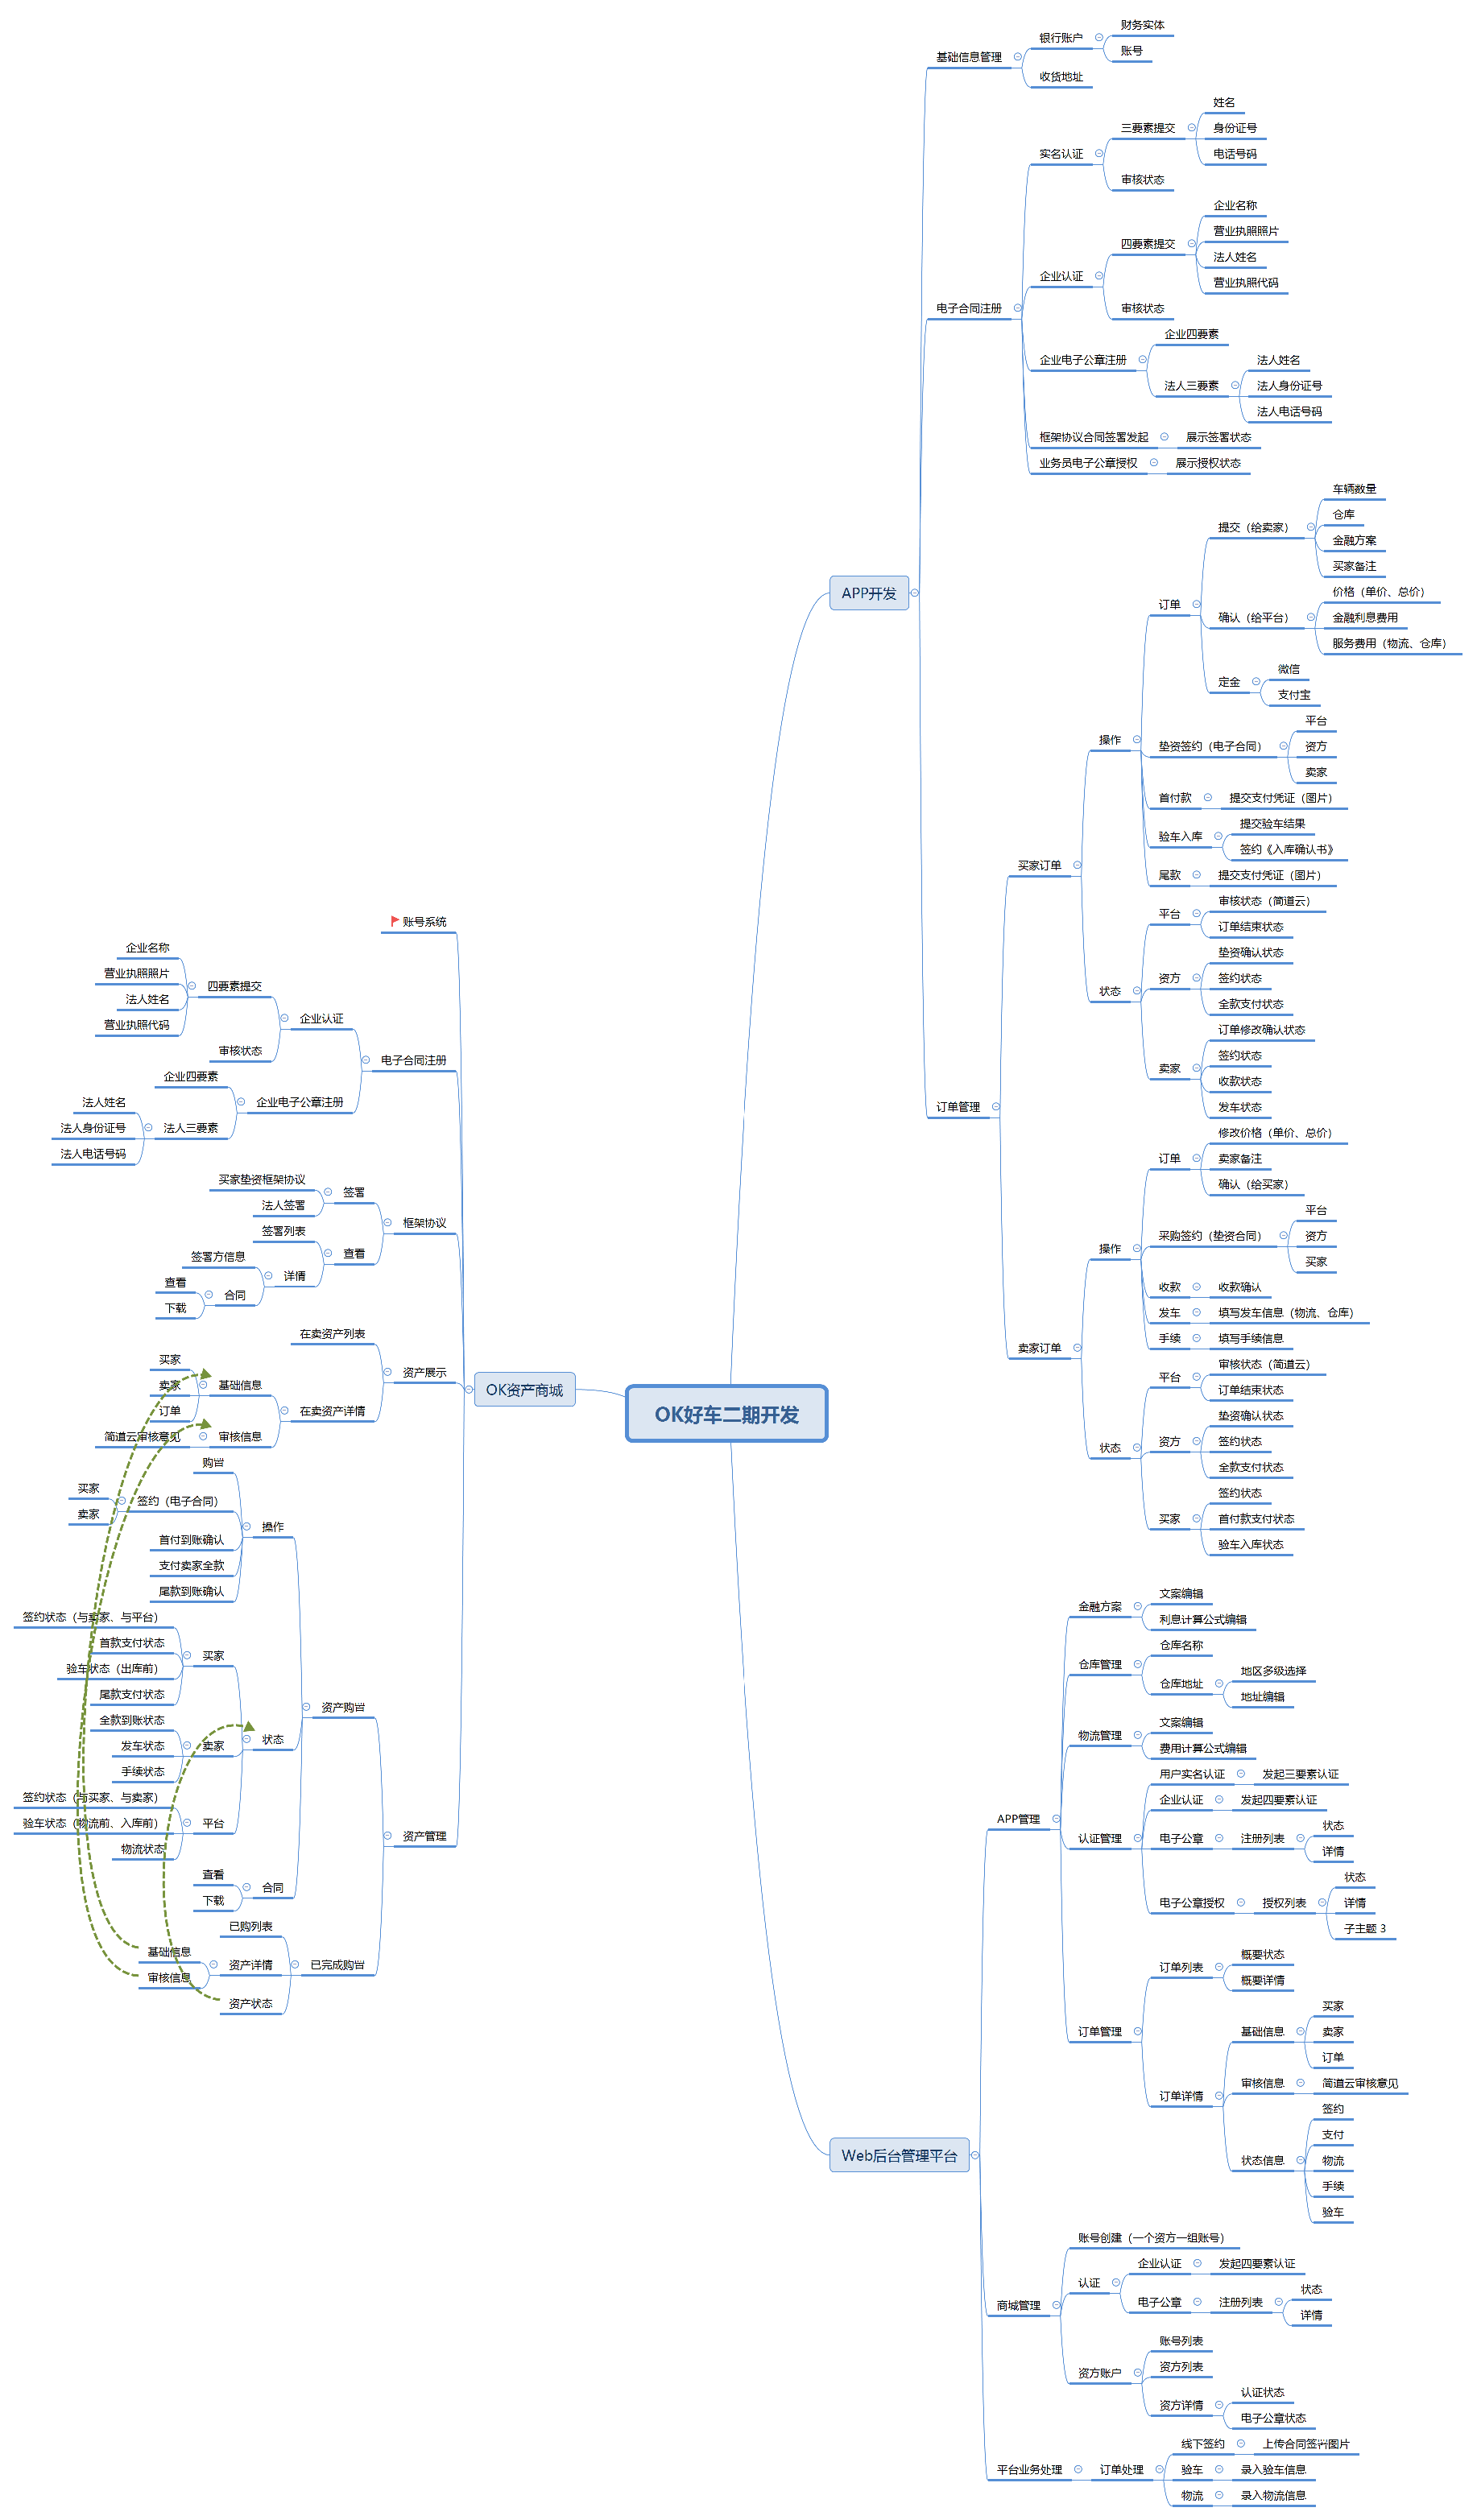 OK好车二期开发
APP开发
基础信息管理
银行账户
财务实体
账号
收货地址
电子合同注册
实名认证
三要素提交
姓名
身份证号
电话号码
审核状态
企业认证
四要素提交
企业名称
营业执照照片
法人姓名
营业执照代码
审核状态
企业电子公章注册
企业四要素
法人三要素
法人姓名
法人身份证号
法人电话号码
框架协议合同签署发起
展示签署状态
业务员电子公章授权
展示授权状态
订单管理
买家订单
操作
订单
提交（给卖家）
车辆数量
仓库
金融方案
买家备注
确认（给平台）
价格（单价、总价）
金融利息费用
服务费用（物流、仓库）
定金
微信
支付宝
垫资签约（电子合同）
平台
资方
卖家
首付款
提交支付凭证（图片）
验车入库
提交验车结果
签约《入库确认书》
尾款
提交支付凭证（图片）
状态
平台
审核状态（简道云）
订单结束状态
资方
垫资确认状态
签约状态
全款支付状态
卖家
订单修改确认状态
签约状态
收款状态
发车状态
卖家订单
操作
订单
修改价格（单价、总价）
卖家备注
确认（给买家）
采购签约（垫资合同）
平台
资方
买家
收款
收款确认
发车
填写发车信息（物流、仓库）
手续
填写手续信息
状态
平台
审核状态（简道云）
订单结束状态
资方
垫资确认状态
签约状态
全款支付状态
买家
签约状态
首付款支付状态
验车入库状态
Web后台管理平台
APP管理
金融方案
文案编辑
利息计算公式编辑
仓库管理
仓库名称
仓库地址
地区多级选择
地址编辑
物流管理
文案编辑
费用计算公式编辑
认证管理
用户实名认证
发起三要素认证
企业认证
发起四要素认证
电子公章
注册列表
状态
详情
电子公章授权
授权列表
状态
详情
子主题 3
订单管理
订单列表
概要状态
概要详情
订单详情
基础信息
买家
卖家
订单
审核信息
简道云审核意见
状态信息
签约
支付
物流
手续
验车
商城管理
账号创建（一个资方一组账号）
认证
企业认证
发起四要素认证
电子公章
注册列表
状态
详情
资方账户
账号列表
资方列表
资方详情
认证状态
电子公章状态
平台业务处理
订单处理
线下签约
上传合同签署图片
验车
录入验车信息
物流
录入物流信息
OK资产商城
账号系统
电子合同注册
企业认证
四要素提交
企业名称
营业执照照片
法人姓名
营业执照代码
审核状态
企业电子公章注册
企业四要素
法人三要素
法人姓名
法人身份证号
法人电话号码
框架协议
签署
买家垫资框架协议
法人签署
查看
签署列表
详情
签署方信息
合同
查看
下载
资产展示
在卖资产列表
在卖资产详情
基础信息
买家
卖家
订单
审核信息
简道云审核意见
资产管理
资产购置
操作
购置
签约（电子合同）
买家
卖家
首付到账确认
支付卖家全款
尾款到账确认
状态
买家
签约状态（与卖家、与平台）
首款支付状态
验车状态（出库前）
尾款支付状态
卖家
全款到账状态
发车状态
手续状态
平台
签约状态（与买家、与卖家）
验车状态（物流前、入库前）
物流状态
合同
查看
下载
已完成购置
已购列表
资产详情
基础信息
审核信息
资产状态